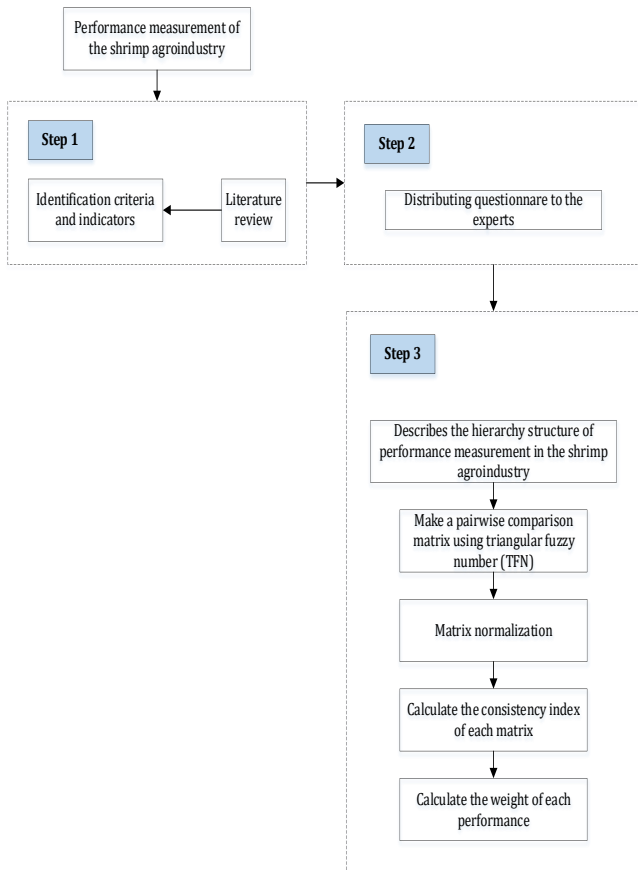 Performance measurement of
the shrimp agroindustry
Step 1
Identification criteria
and indicators
Literature
review
Step 2
Distributing questionnare to the
experts
Step 3
Describes the hierarchy structure of
performance measurement in the shrimp
agroindustry
Make a pairwise comparison
matrix using triangular fuzzy
number (TFN)
Matrix normalization
Calculate the consistency index
of each matrix
Calculate the weight of each
performance